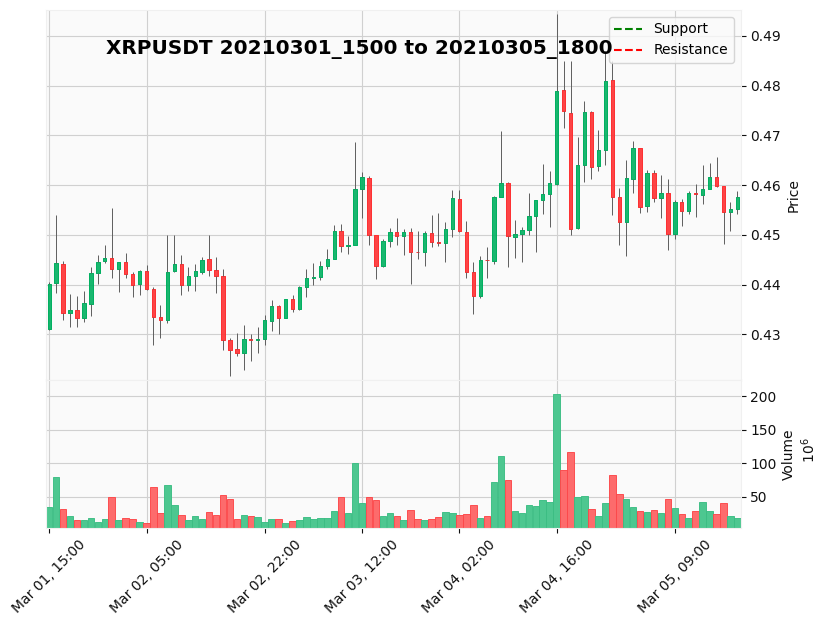 XRPUSDT 20210301_1500 to 20210305_1800
Support
Resistance
0.49
0.48
0.47
0.46
0.45
0.44
0.43
Price
200
150
100
50
Volume
10^6
Mar 01, 15:00
Mar 02, 05:00
Mar 02, 22:00
Mar 03, 12:00
Mar 04, 02:00
Mar 04, 16:00
Mar 05, 09:00